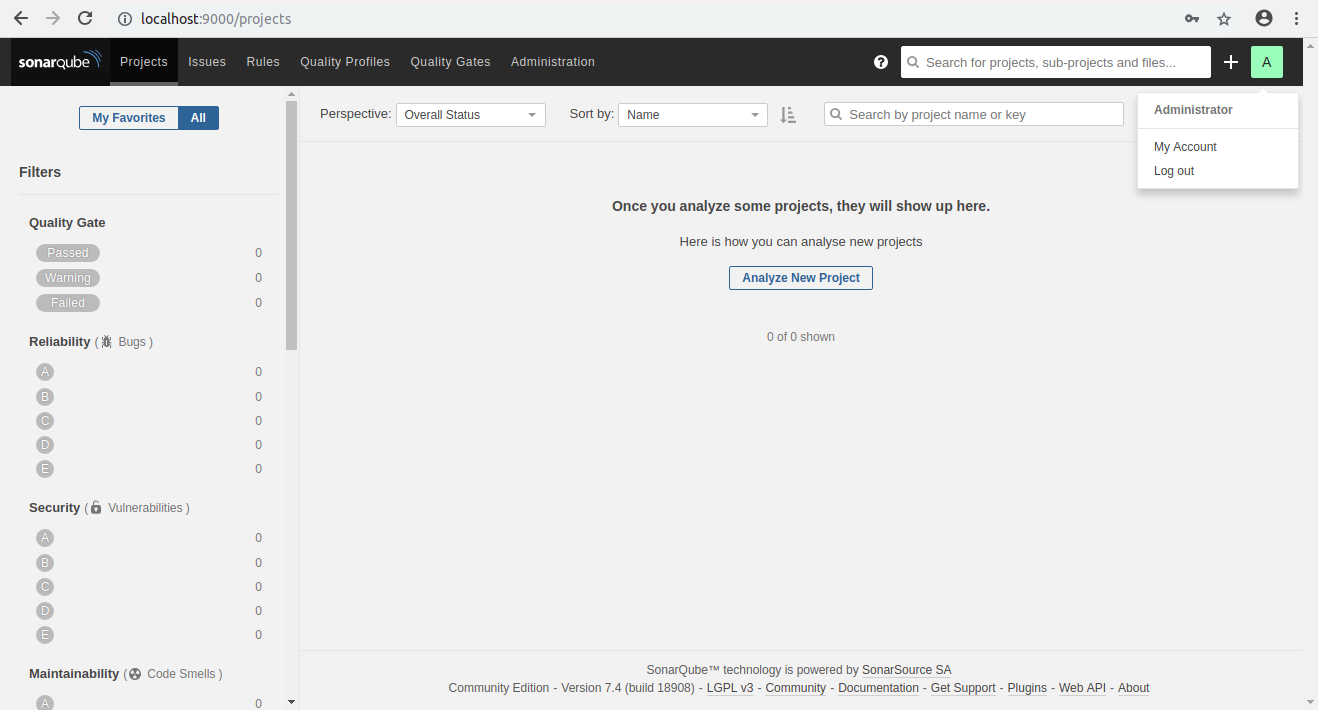 localhost:9000/projects
sonarqube Projects Issues Rules Quality Profiles Quality Gates Administration ? Search for projects, sub-projects and files... A
My Favorites All
Filters
Quality Gate
Passed 0
Warning 0
Failed 0
Reliability ( Bugs )
A 0
B 0
C 0
D 0
E 0
Security ( Vulnerabilities )
A 0
B 0
C 0
D 0
E 0
Maintainability ( Code Smells )
A 0
Perspective: Overall Status Sort by: Name Search by project name or key
Administrator
My Account
Log out
Once you analyze some projects, they will show up here.
Here is how you can analyse new projects
Analyze New Project
0 of 0 shown
SonarQube™ technology is powered by SonarSource SA
Community Edition - Version 7.4 (build 18908) - LGPL v3 - Community - Documentation - Get Support - Plugins - Web API - About